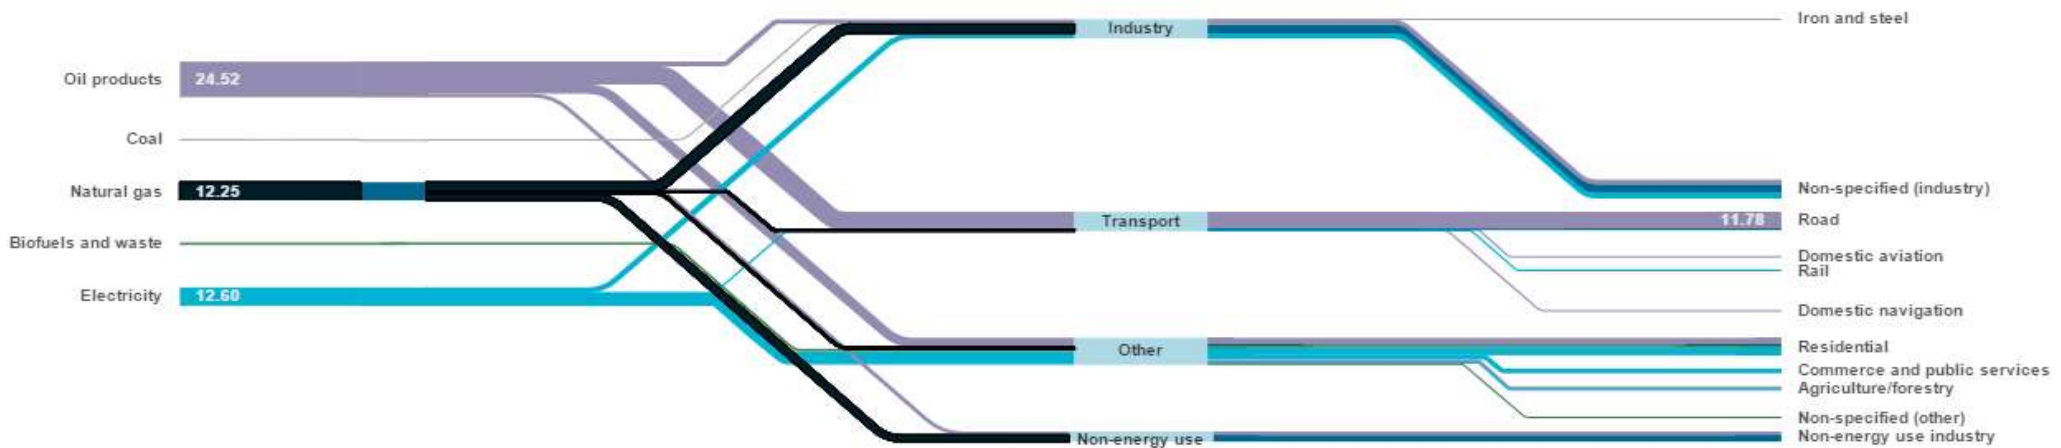 Oil products
24.52
Coal
Natural gas
12.25
Biofuels and waste
Electricity
12.60
Industry
Transport
Other
Non-energy use
Iron and steel
Non-specified (industry)
11.78
Road
Domestic aviation
Rail
Domestic navigation
Residential
Commerce and public services
Agriculture/forestry
Non-specified (other)
Non-energy use industry